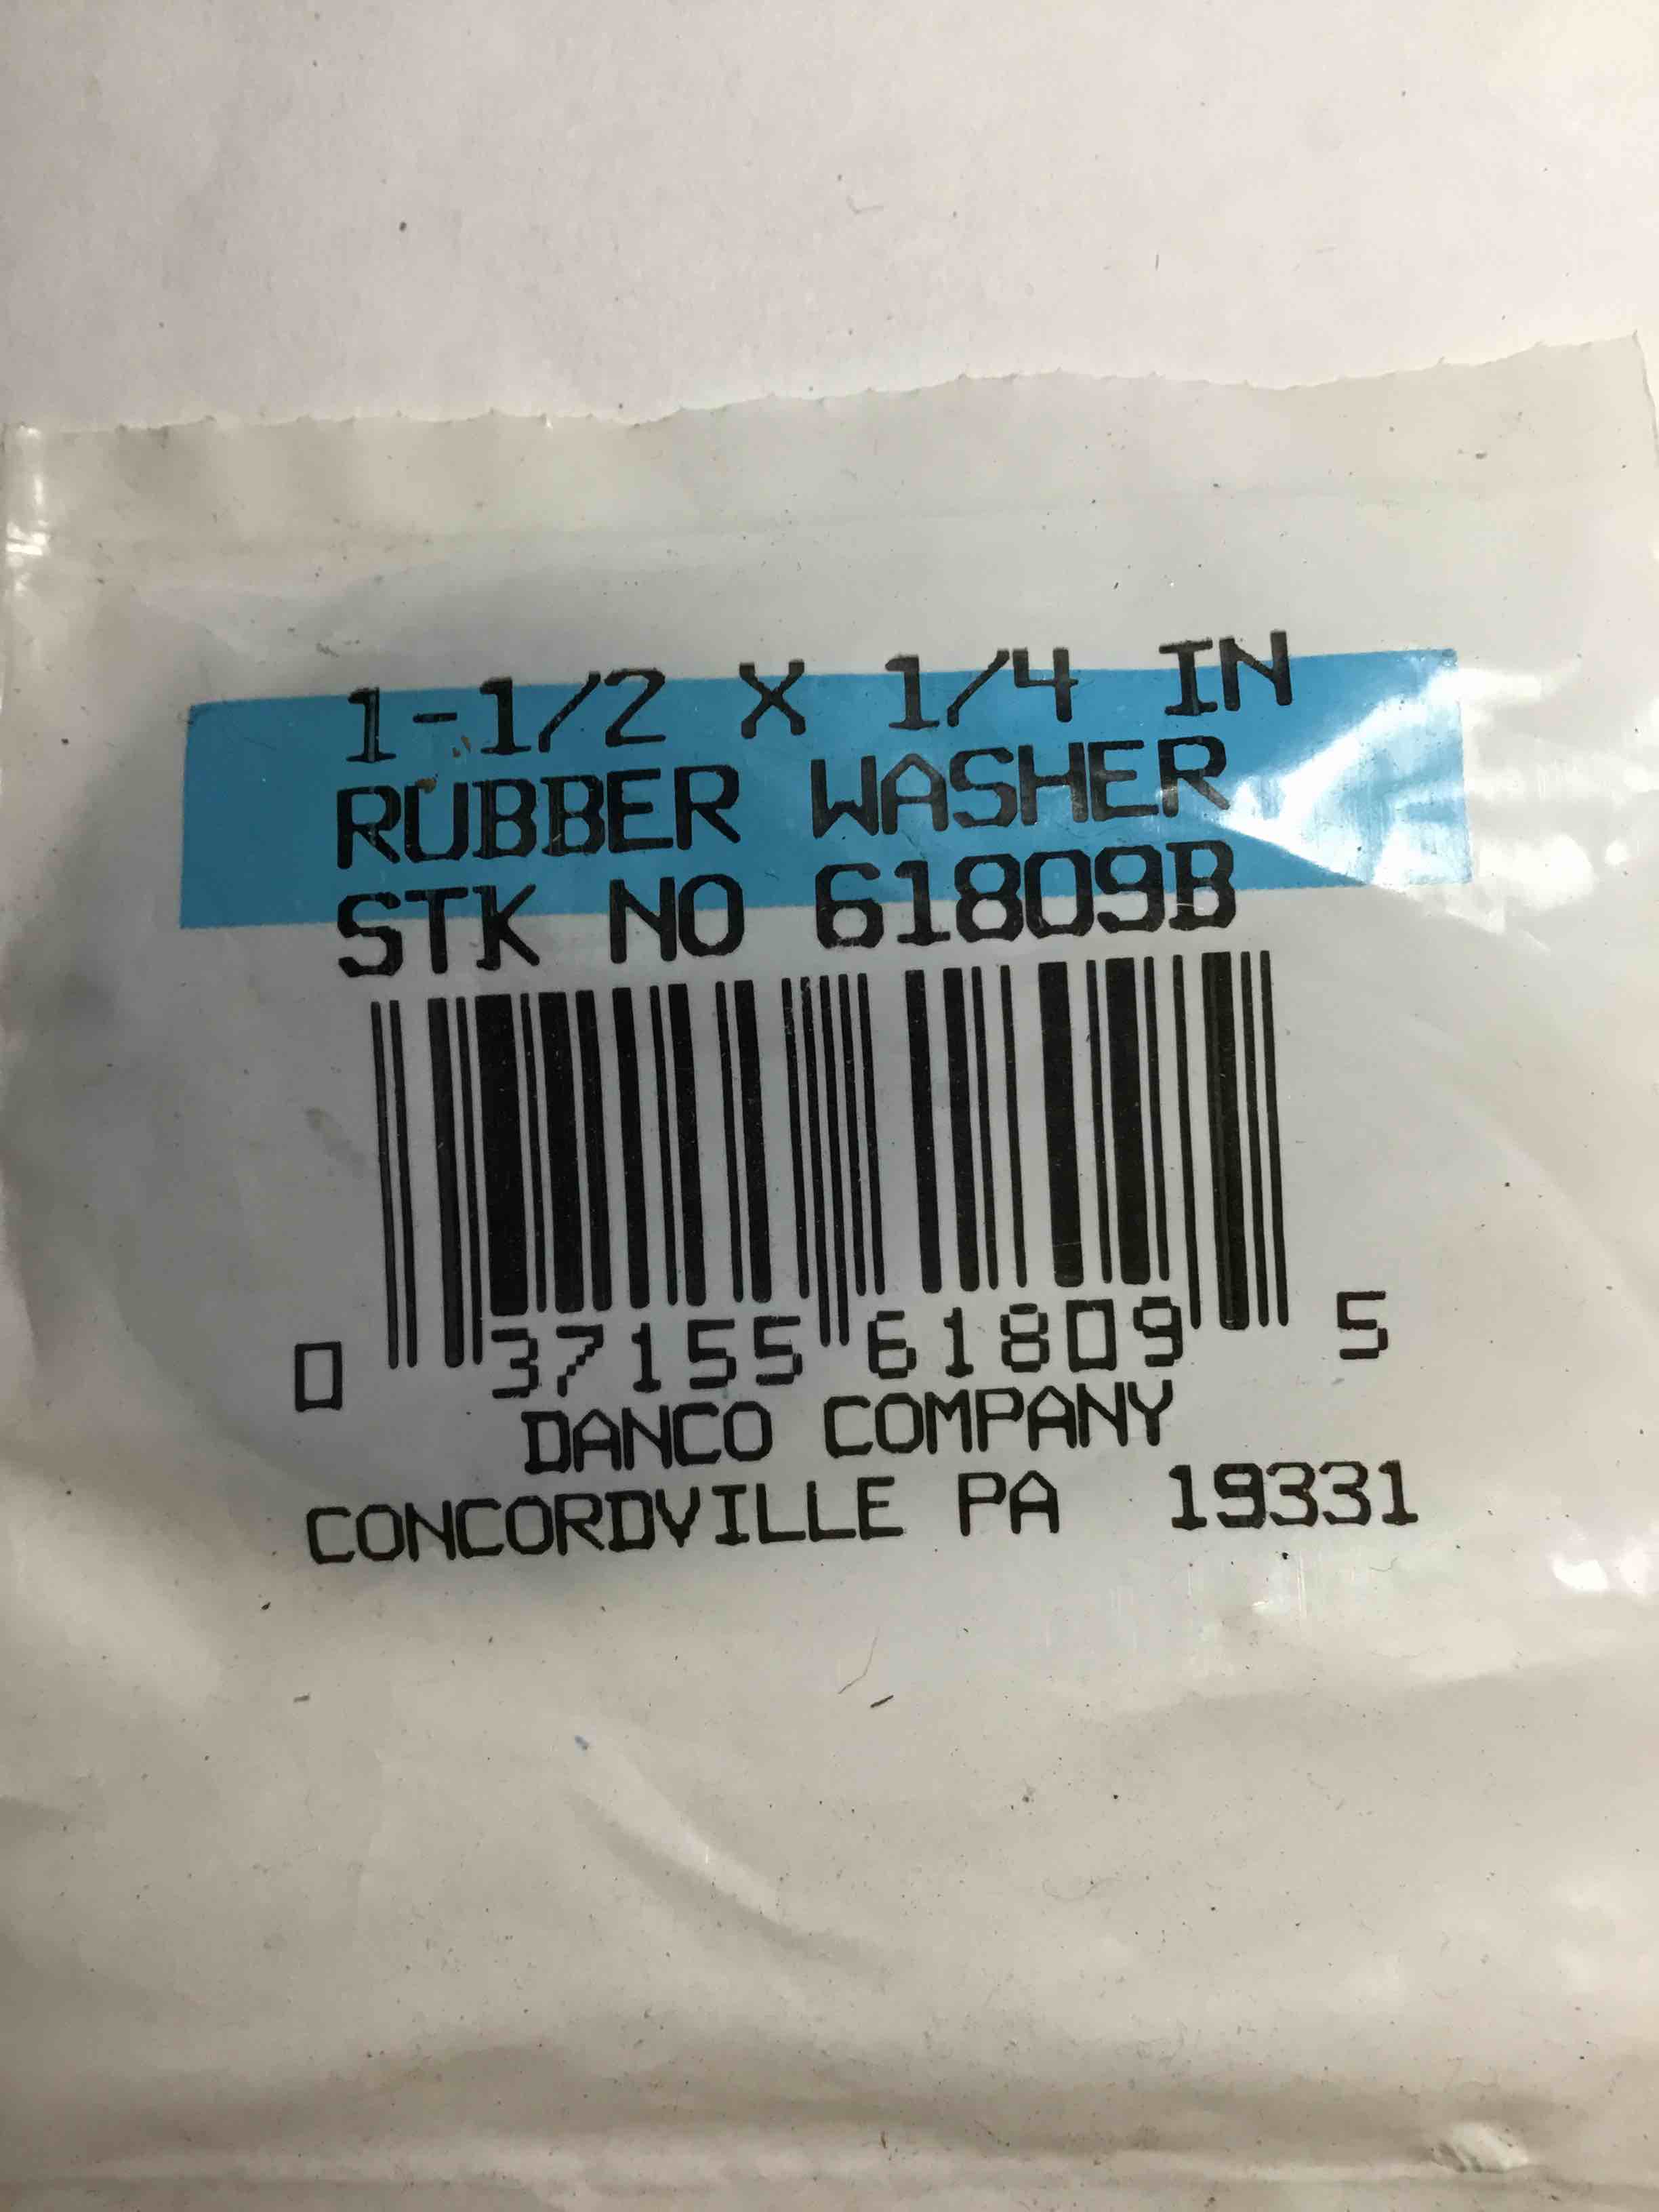 1-1/2 X 1/4 IN
RUBBER WASHER
STK NO 61809B
0 37155 61809 5
DANCO COMPANY
CONCORDVILLE PA 19331